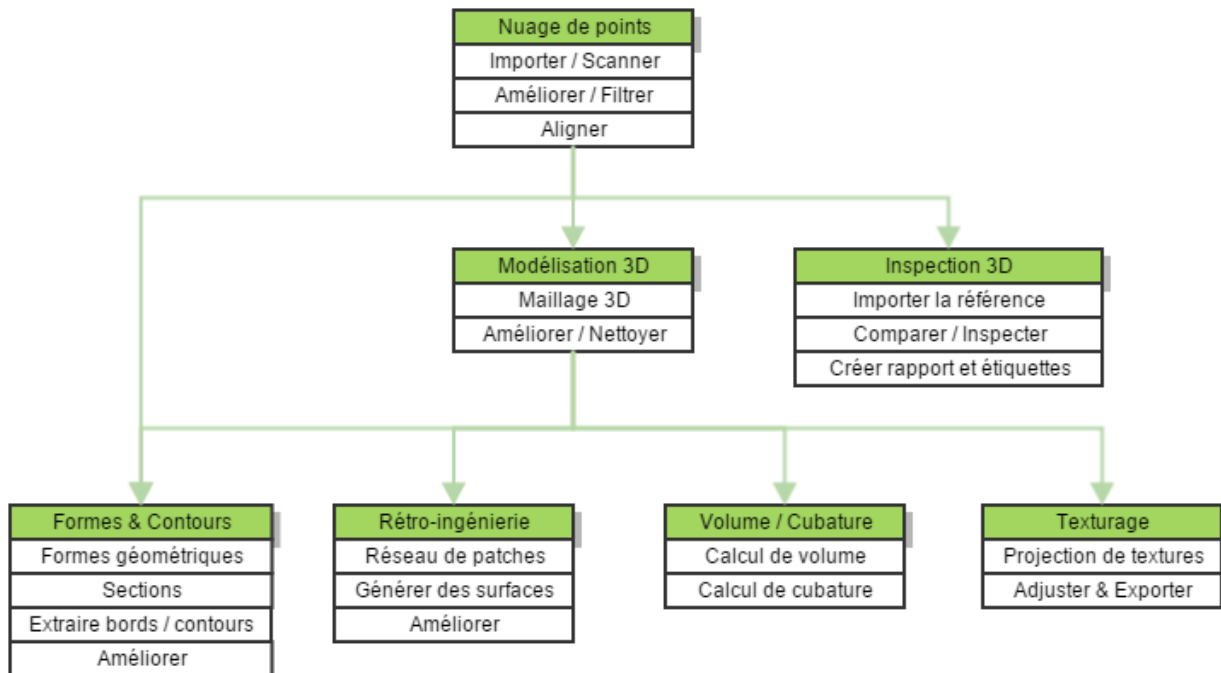 Nuage de points
Importer / Scanner
Améliorer / Filtrer
Aligner
Modélisation 3D
Maillage 3D
Améliorer / Nettoyer
Inspection 3D
Importer la référence
Comparer / Inspecter
Créer rapport et étiquettes
Formes & Contours
Formes géométriques
Sections
Extraire bords / contours
Améliorer
Rétro-ingénierie
Réseau de patches
Générer des surfaces
Améliorer
Volume / Cubature
Calcul de volume
Calcul de cubature
Texturage
Projection de textures
Adjuster & Exporter